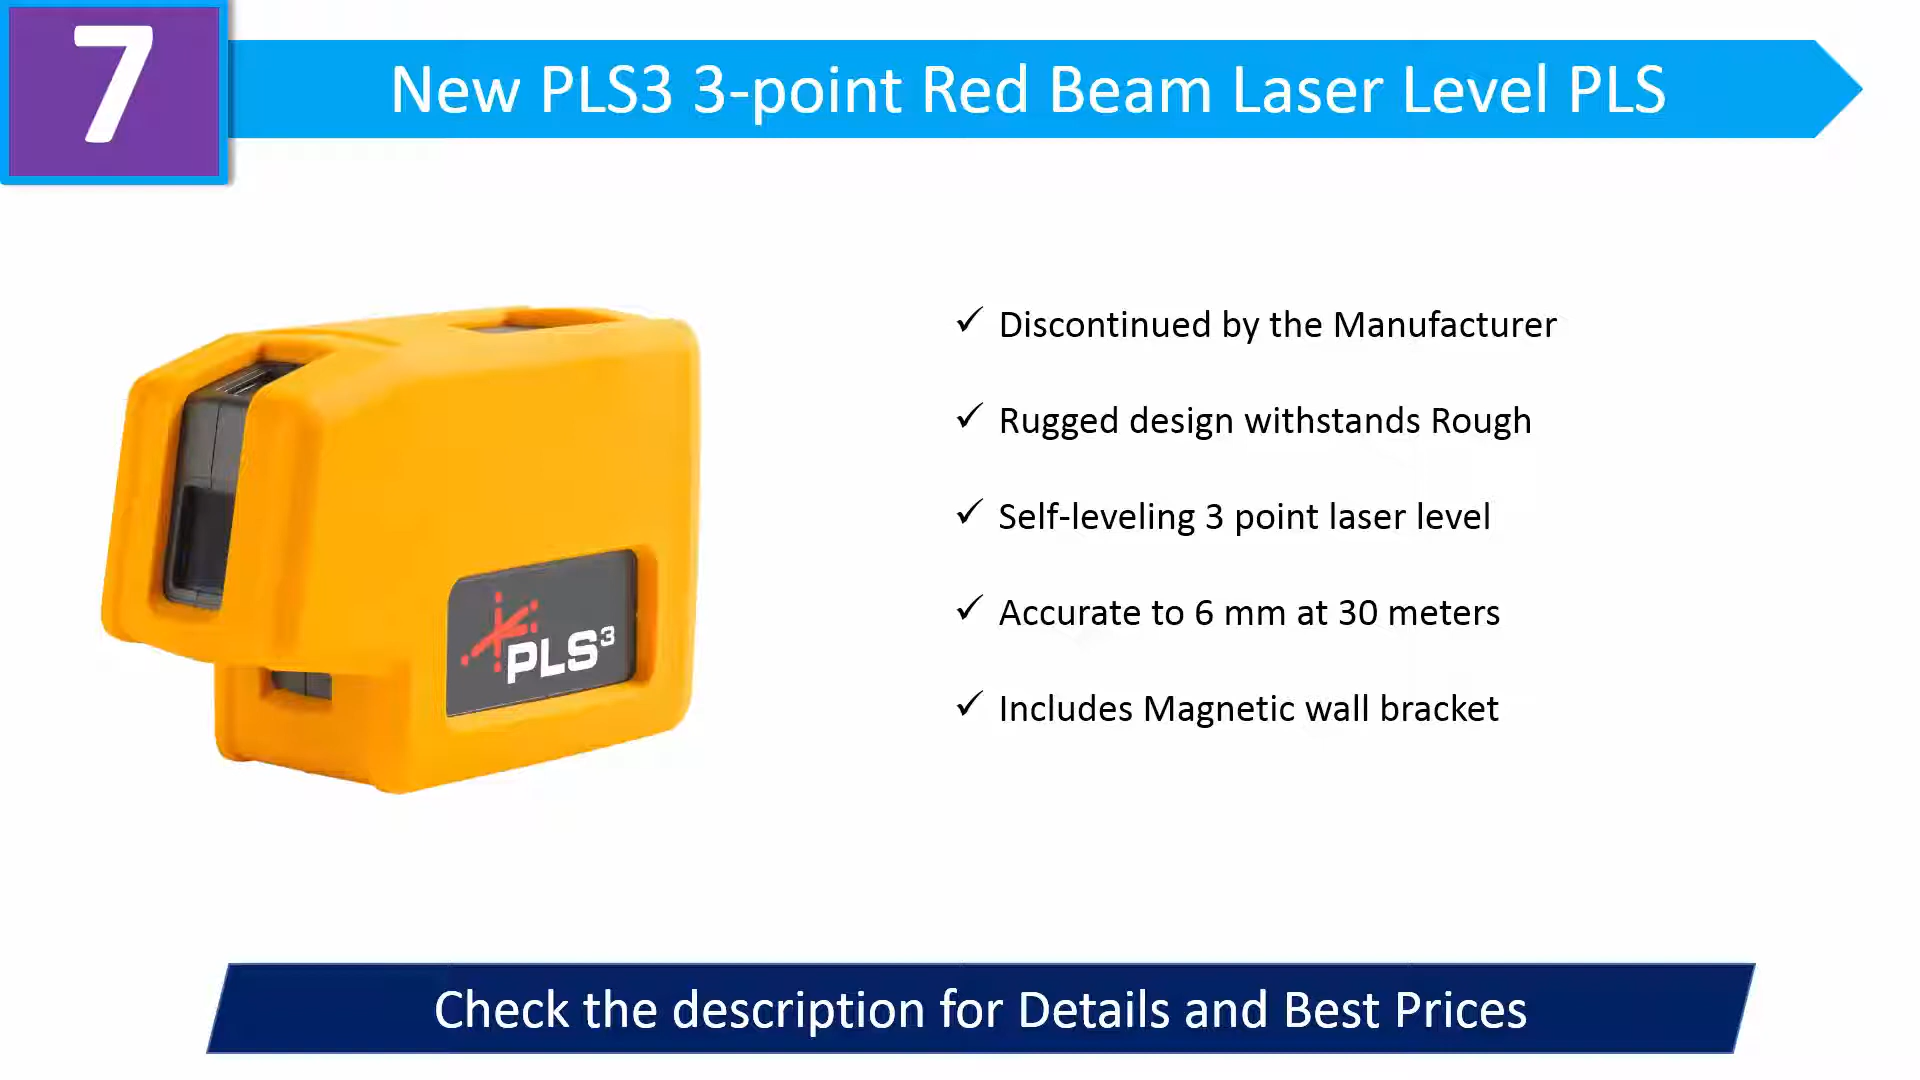 7
New PLS3 3-point Red Beam Laser Level PLS
✓ Discontinued by the Manufacturer
✓ Rugged design withstands Rough
✓ Self-leveling 3 point laser level
✓ Accurate to 6 mm at 30 meters
✓ Includes Magnetic wall bracket
PLS³
Check the description for Details and Best Prices